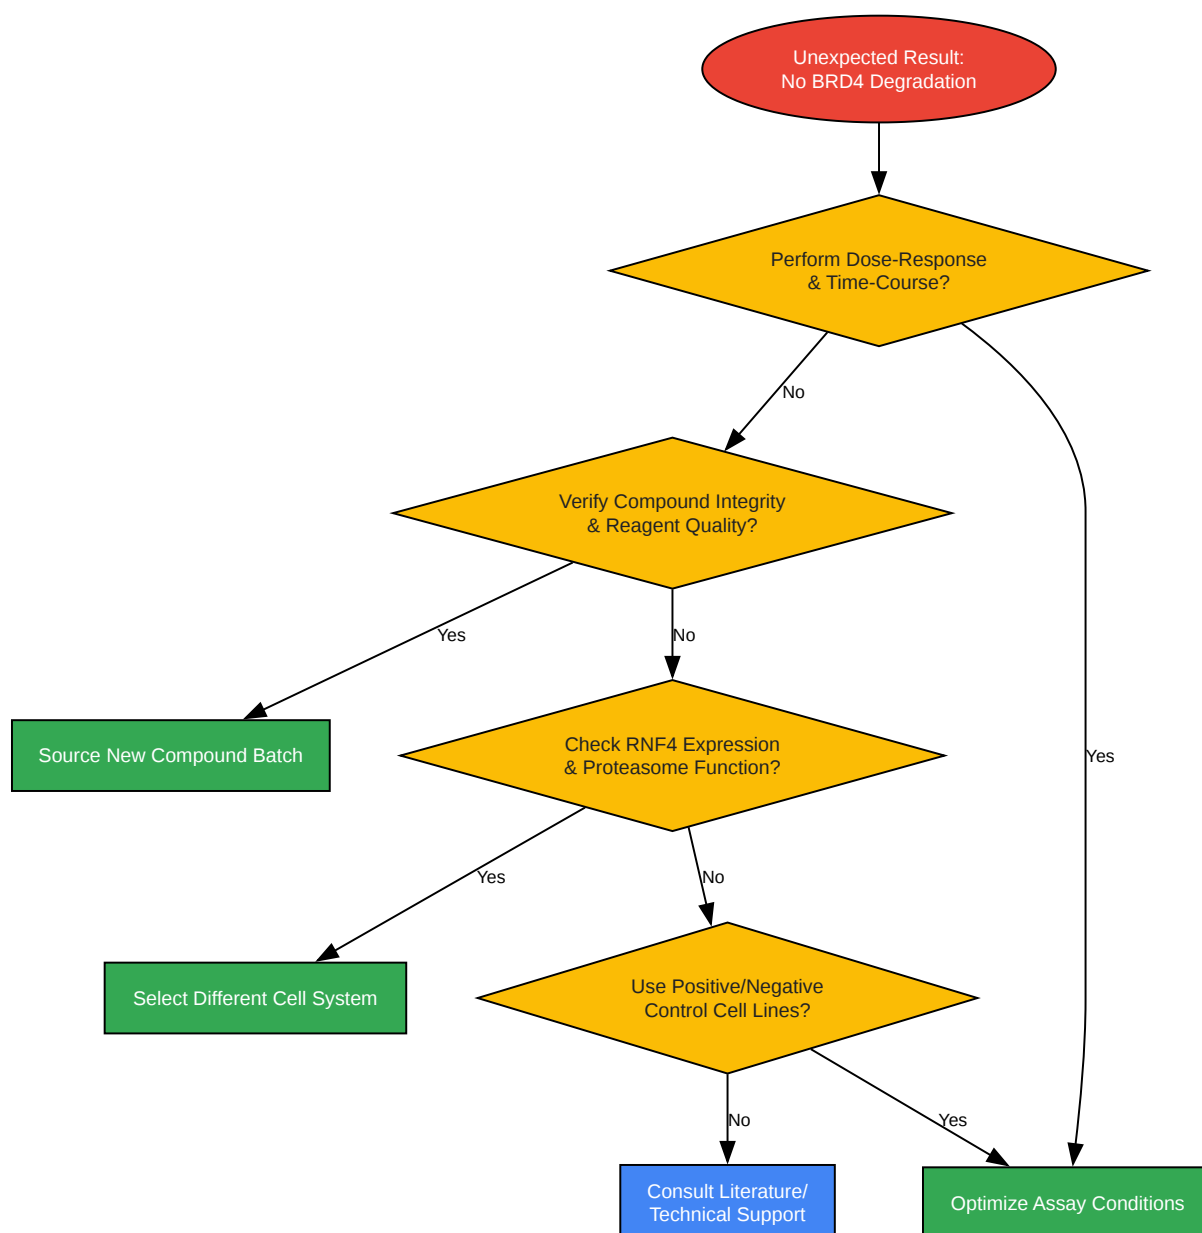 Unexpected Result:
No BRD4 Degradation
Perform Dose-Response
& Time-Course?
No
Verify Compound Integrity
& Reagent Quality?
Yes
No
Source New Compound Batch
Check RNF4 Expression
& Proteasome Function?
Yes
Yes
No
Select Different Cell System
Use Positive/Negative
Control Cell Lines?
No
Yes
Consult Literature/
Technical Support
Optimize Assay Conditions